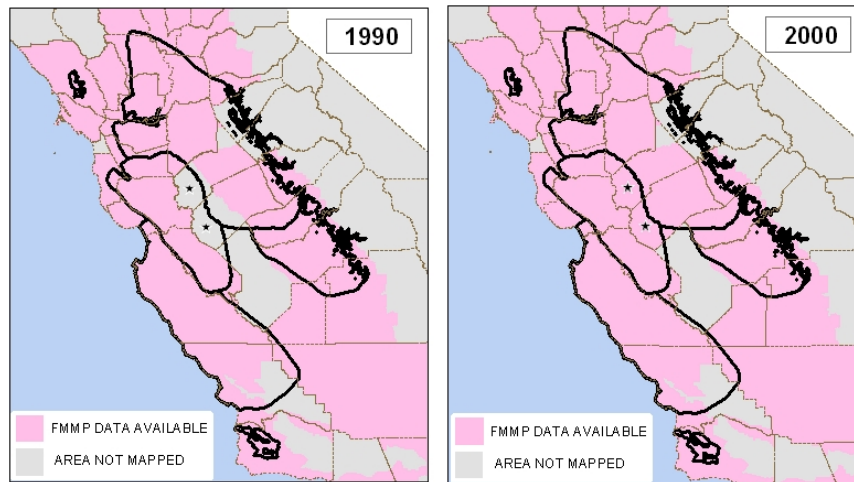 1990
FMMP DATA AVAILABLE
AREA NOT MAPPED
2000
FMMP DATA AVAILABLE
AREA NOT MAPPED